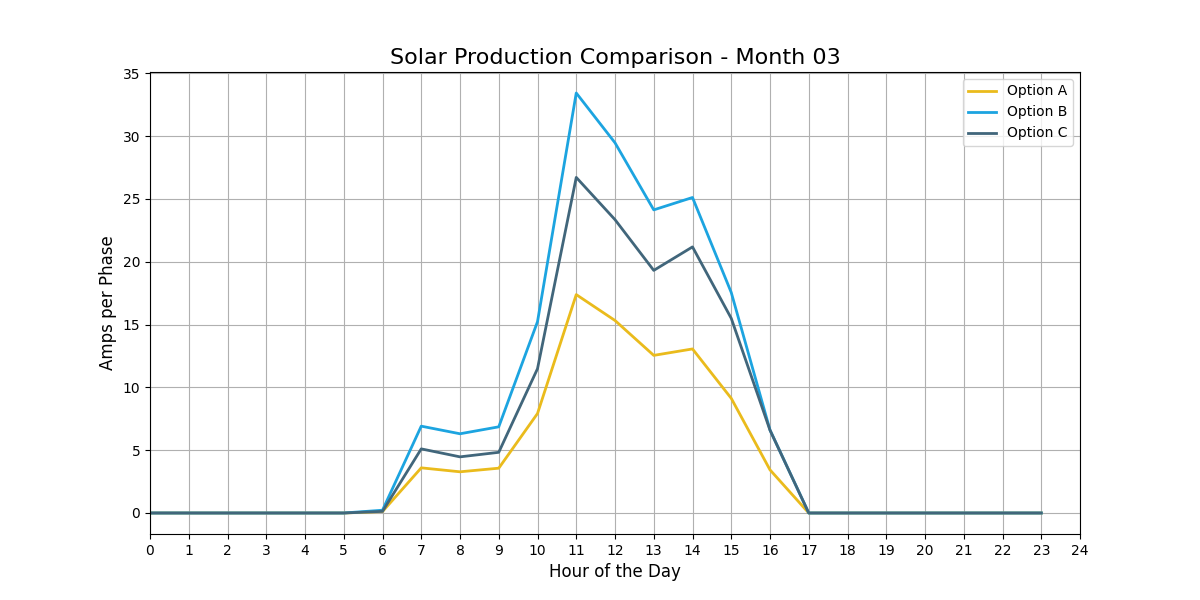 Solar Production Comparison - Month 03
35
30
25
20
15
10
5
0
Amps per Phase
Option A
Option B
Option C
0 1 2 3 4 5 6 7 8 9 10 11 12 13 14 15 16 17 18 19 20 21 22 23 24
Hour of the Day